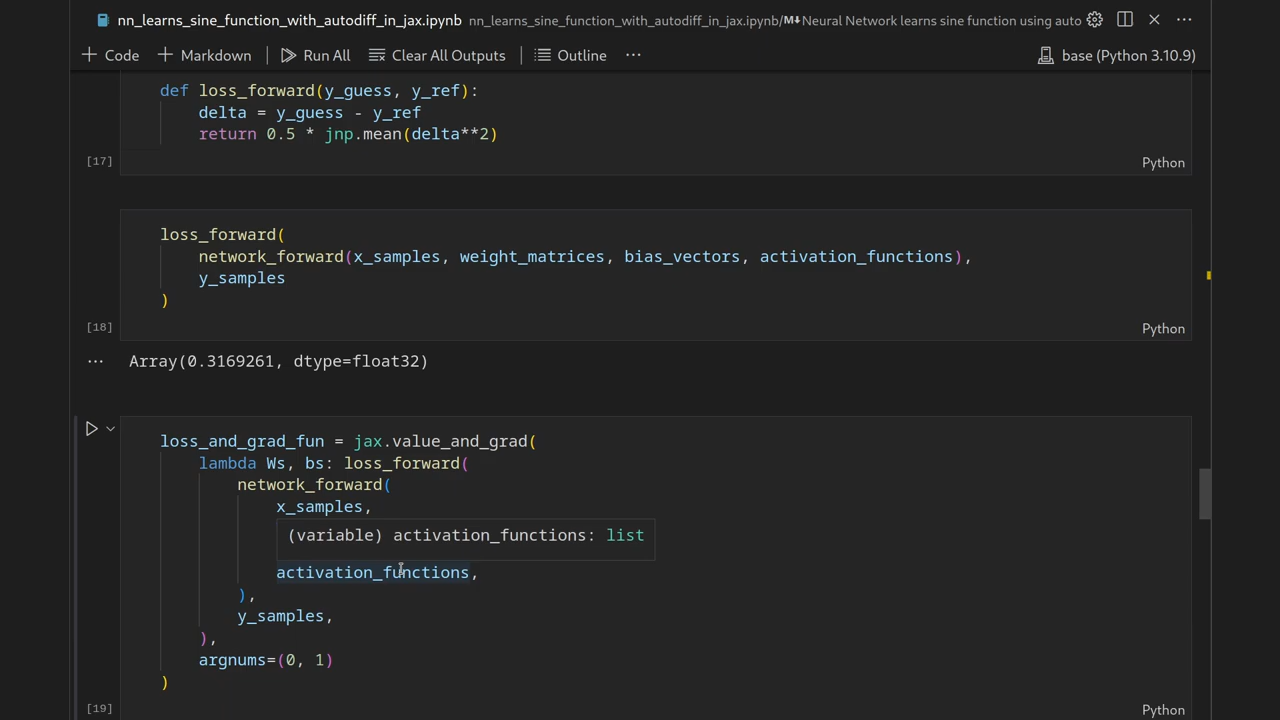 nn_learns_sine_function_with_autodiff_in_jax.ipynb nn_learns_sine_function_with_autodiff_in_jax.ipynb/M↓Neural Network learns sine function using auto
+ Code + Markdown Run All Clear All Outputs Outline ... base (Python 3.10.9)
def loss_forward(y_guess, y_ref):
delta = y_guess - y_ref
return 0.5 * jnp.mean(delta**2)
[17] Python
loss_forward(
network_forward(x_samples, weight_matrices, bias_vectors, activation_functions),
y_samples
)
[18] Python
... Array(0.3169261, dtype=float32)
loss_and_grad_fun = jax.value_and_grad(
lambda Ws, bs: loss_forward(
network_forward(
x_samples,
(variable) activation_functions: list
activation_functions,
),
y_samples,
),
argnums=(0, 1)
)
[19] Python